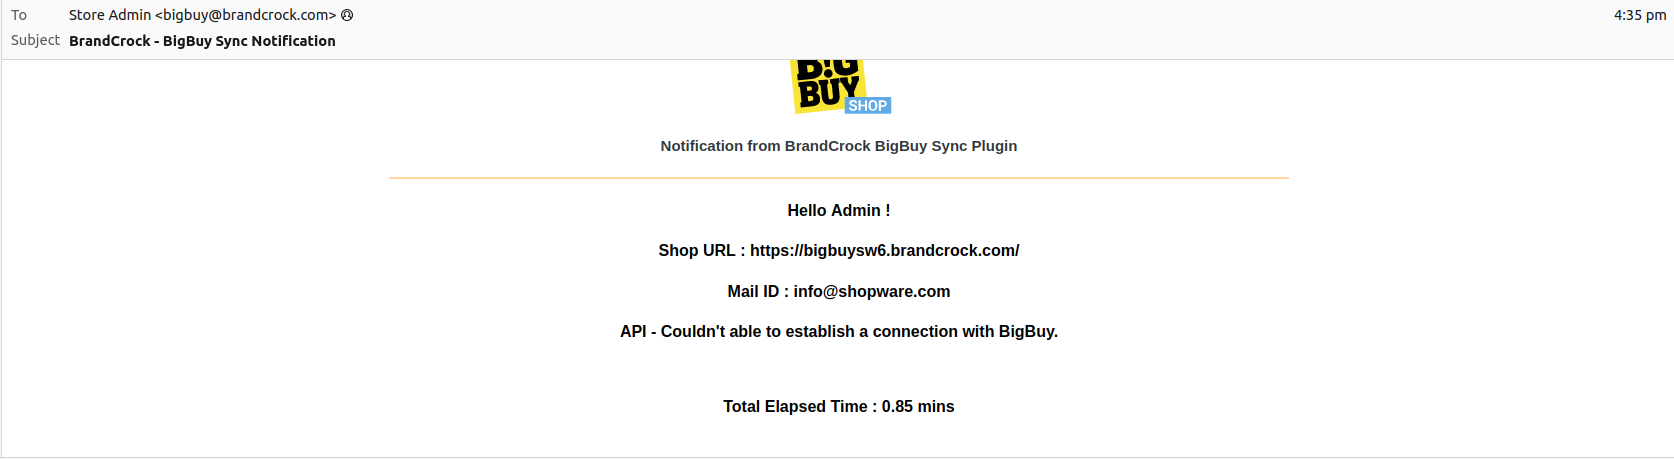 To Store Admin <bigbuy@brandcrock.com> 4:35 pm
Subject BrandCrock - BigBuy Sync Notification
B!G
BUY
SHOP
Notification from BrandCrock BigBuy Sync Plugin
Hello Admin !
Shop URL : https://bigbuysw6.brandcrock.com/
Mail ID : info@shopware.com
API - Couldn't able to establish a connection with BigBuy.
Total Elapsed Time : 0.85 mins